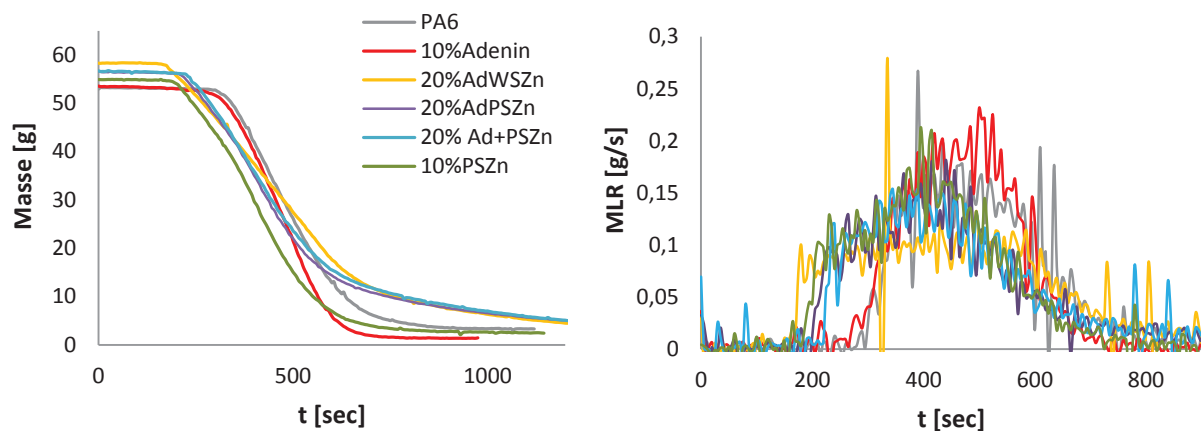 Masse [g]
60
50
40
30
20
10
0
0 500 1000
t [sec]
PA6
10%Adenin
20%AdWSZn
20%AdPSZn
20% Ad+PSZn
10%PSZn
MLR [g/s]
0,3
0,25
0,2
0,15
0,1
0,05
0
0 200 400 600 800
t [sec]